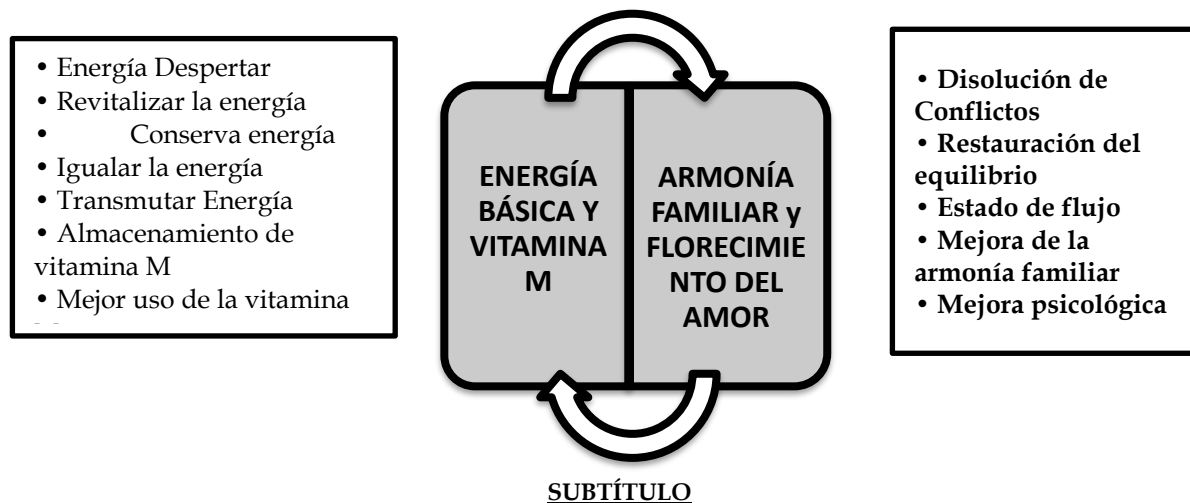 • Energía Despertar
• Revitalizar la energía
• Conserva energía
• Igualar la energía
• Transmutar Energía
• Almacenamiento de
vitamina M
• Mejor uso de la vitamina
ENERGÍA
BÁSICA Y
VITAMINA
M
ARMONÍA
FAMILIAR y
FLORECIMIE
NTO DEL
AMOR
• Disolución de
Conflictos
• Restauración del
equilibrio
• Estado de flujo
• Mejora de la
armonía familiar
• Mejora psicológica
SUBTÍTULO